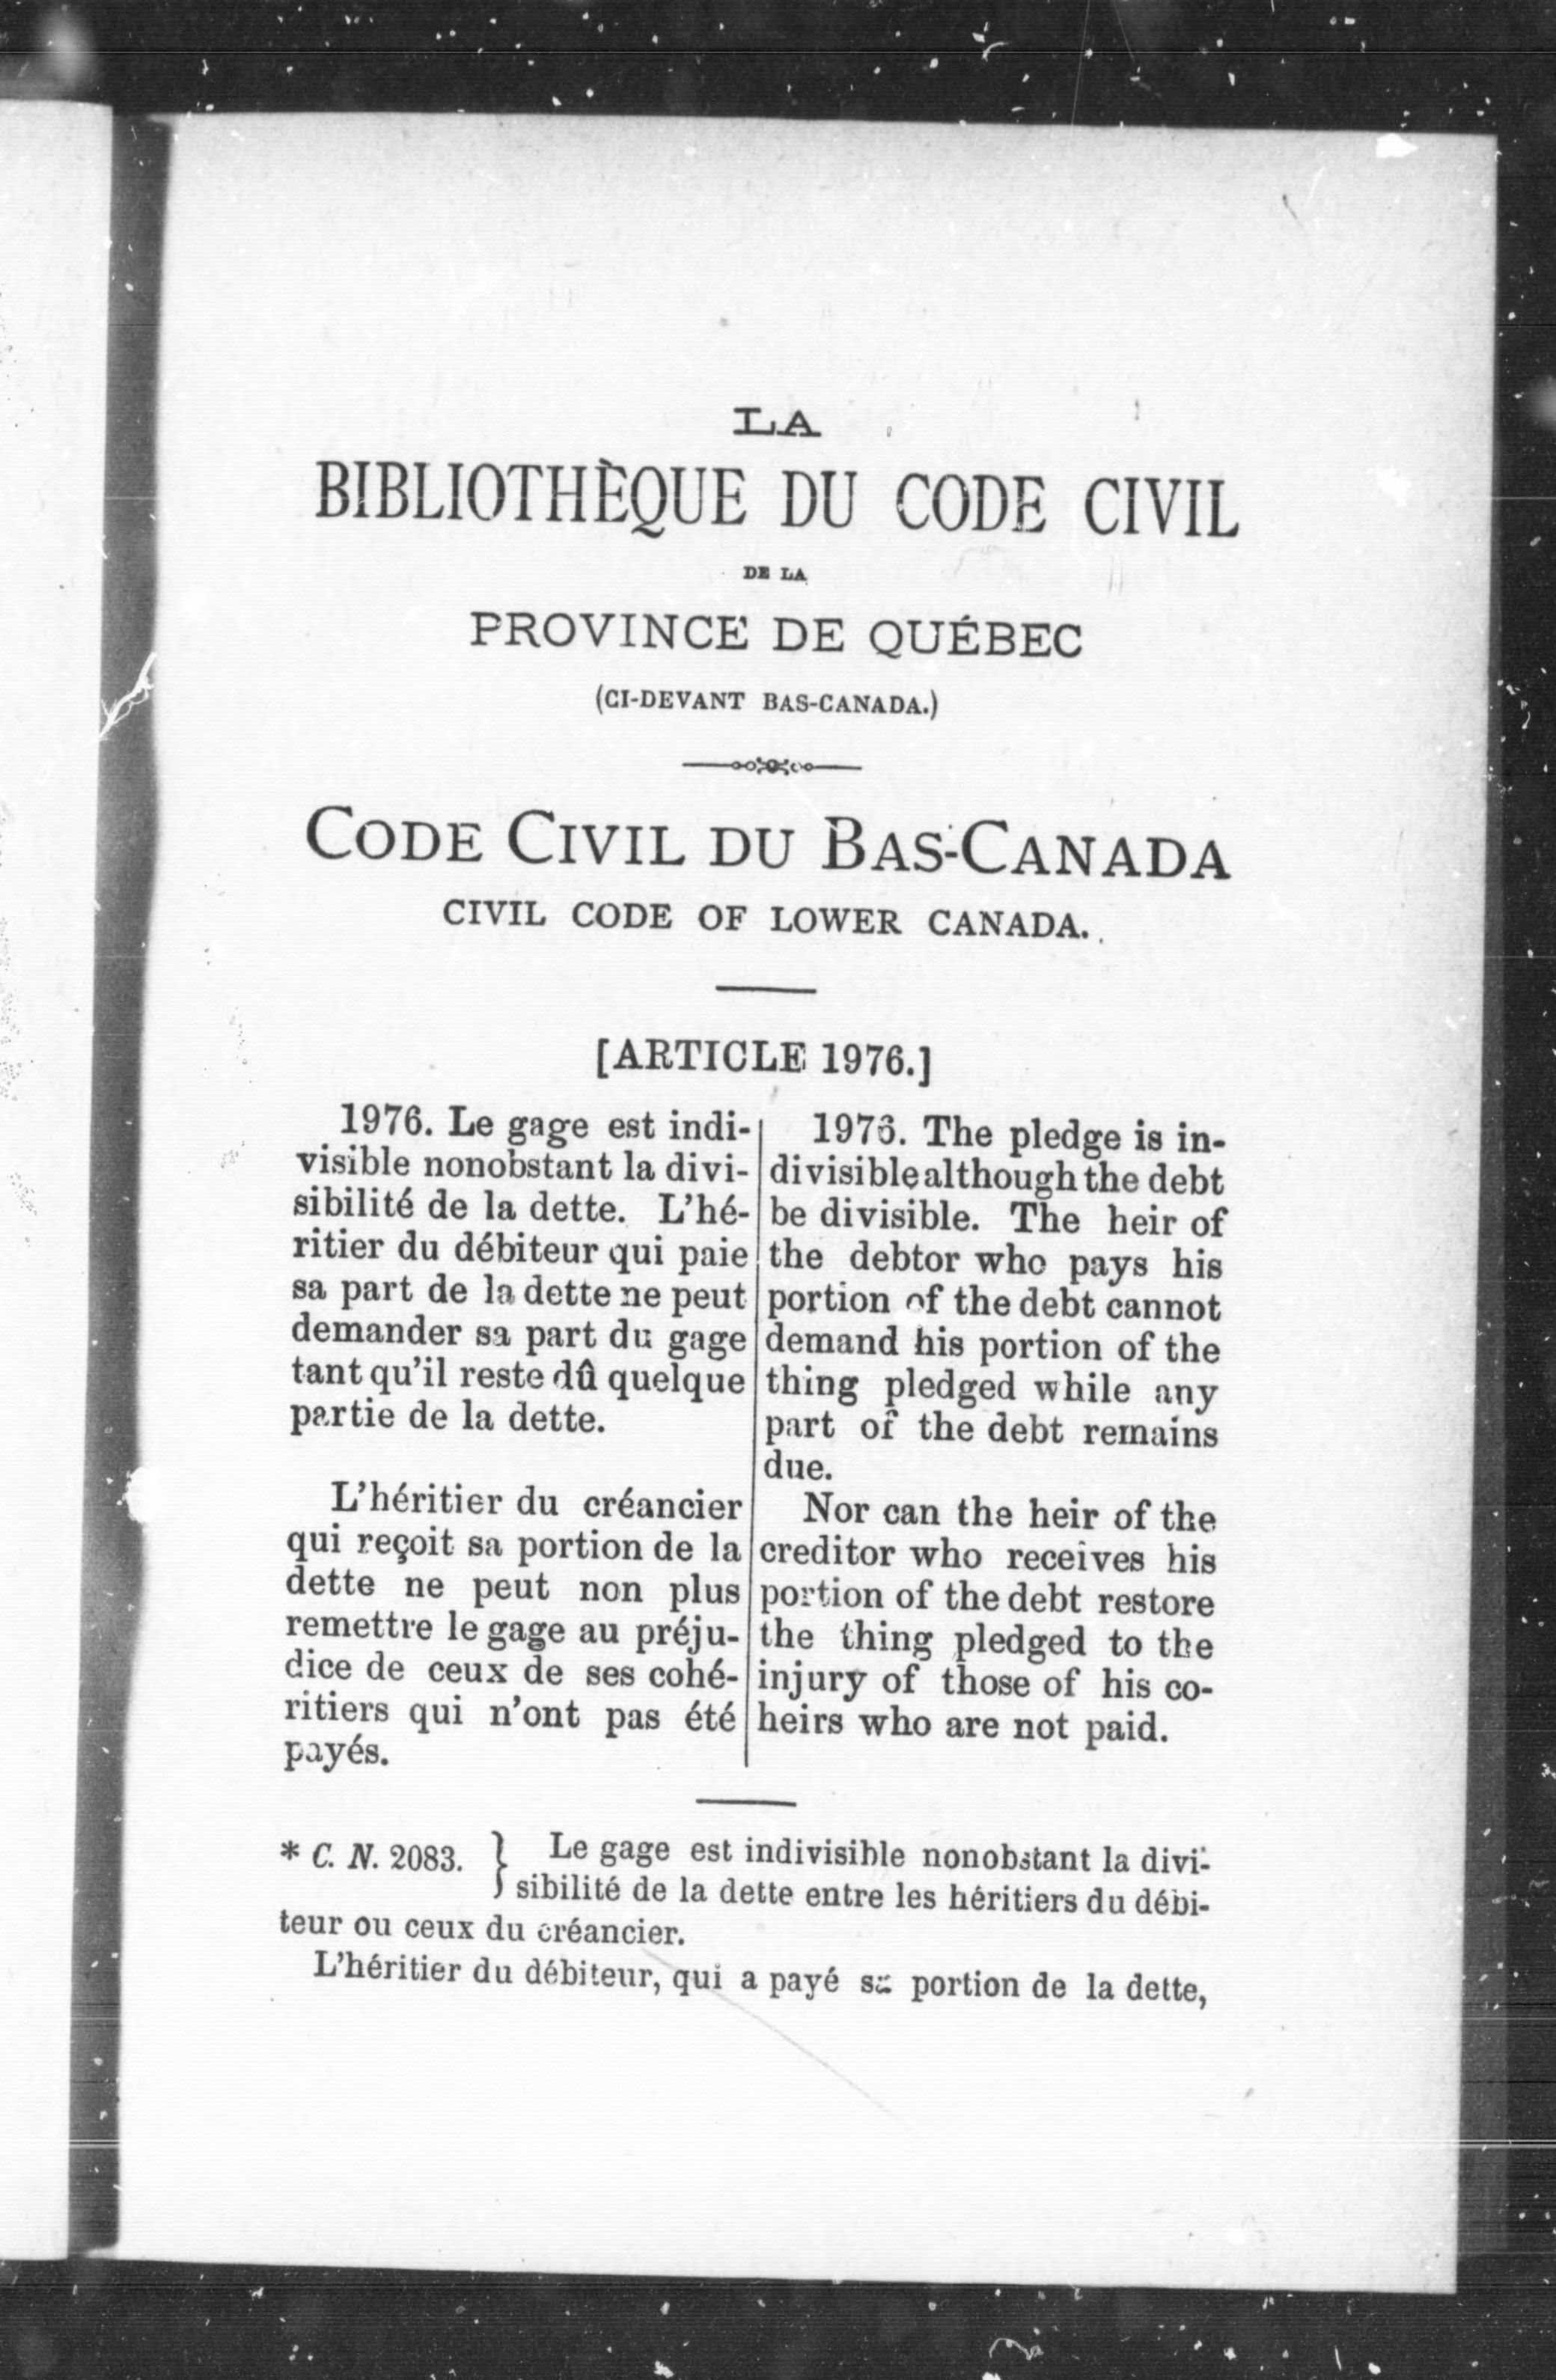 LA
BIBLIOTHÈQUE DU CODE CIVIL
DE LA
PROVINCE DE QUÉBEC
(CI-DEVANT BAS-CANADA.)
CODE CIVIL DU BAS-CANADA
CIVIL CODE OF LOWER CANADA.
[ARTICLE 1976.]
1976. Le gage est indi-
visible nonobstant la divi-
sibilité de la dette. L'hé-
ritier du débiteur qui paie
sa part de la dette ne peut
demander sa part du gage
tant qu'il reste dû quelque
partie de la dette.
L'héritier du créancier
qui reçoit sa portion de la
dette ne peut non plus
remettre le gage au préju-
dice de ceux de ses cohé-
ritiers qui n'ont pas été
payés.
1976. The pledge is in-
divisible although the debt
be divisible. The heir of
the debtor who pays his
portion of the debt cannot
demand his portion of the
thing pledged while any
part of the debt remains
due.
Nor can the heir of the
creditor who receives his
portion of the debt restore
the thing pledged to the
injury of those of his co-
heirs who are not paid.
* C. N. 2083. } Le gage est indivisible nonobstant la divi-
sibilité de la dette entre les héritiers du débi-
teur ou ceux du créancier.
L'héritier du débiteur, qui a payé sa portion de la dette,